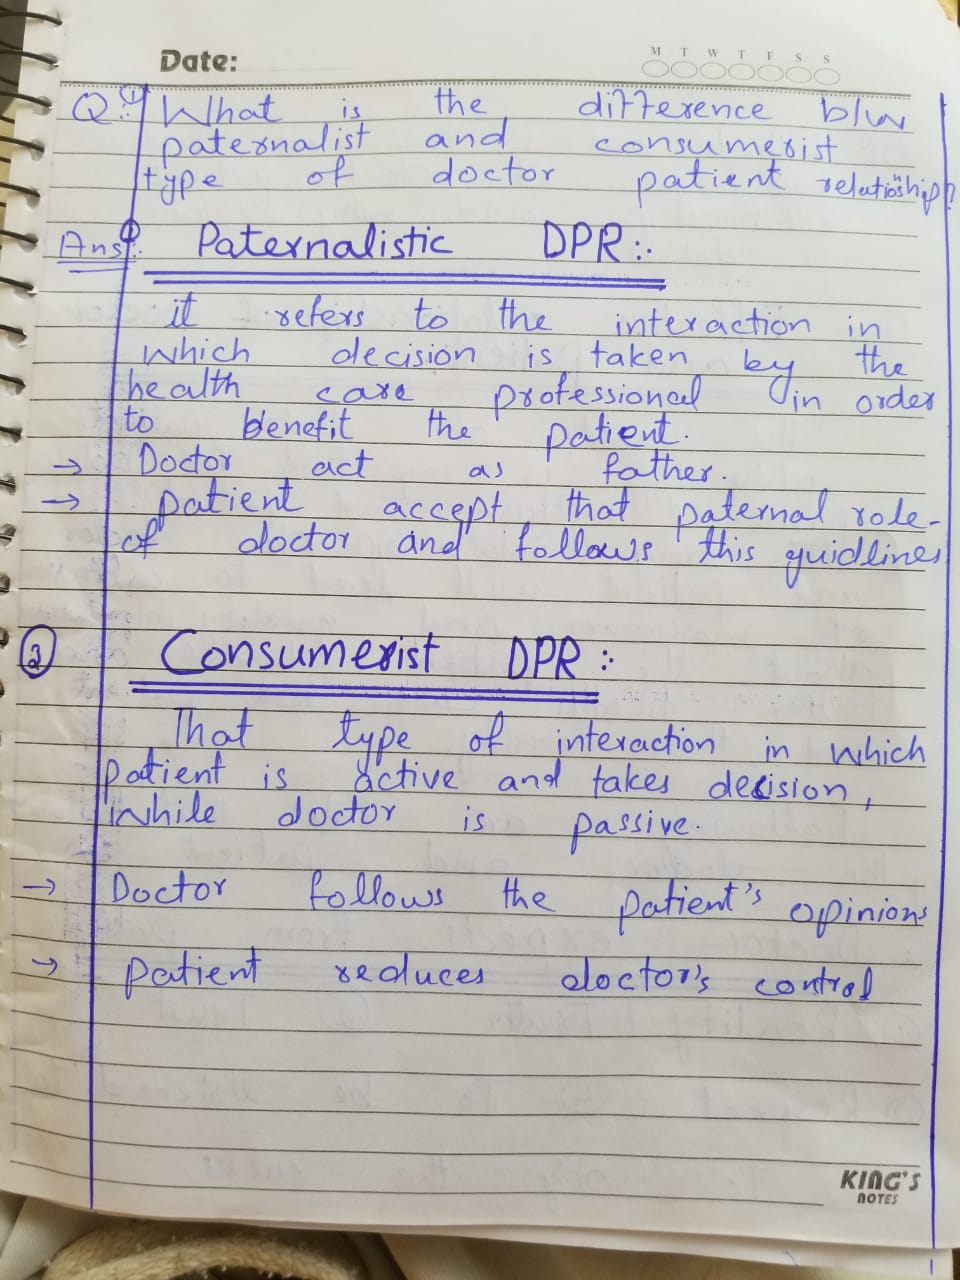 Date:
M T W T F S S
Q:① What is the difference b/w
paternalist and consumerist
type of doctor patient relatiship?
Ans: Paternalistic DPR:.
it refers to the interaction in
which decision is taken by the
health care professional in order
to benefit the patient.
→ Doctor act as father.
→ patient accept that paternal role-
of doctor and follows this guidlines
② Consumerist DPR:
That type of interaction in which
patient is active and takes decision,
while doctor is passive.
→ Doctor follows the patient's opinions
→ patient reduces doctor's control
KING'S
NOTES